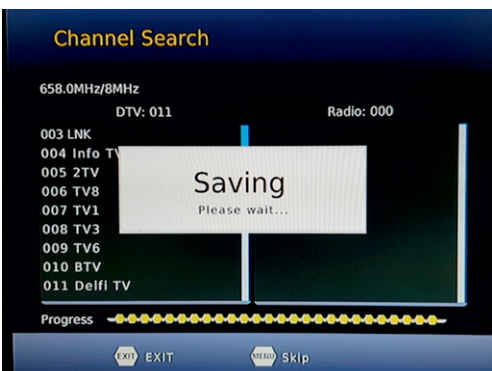 Channel Search
658.0MHz/8MHz
DTV: 011 Radio: 000
003 LNK
004 Info TV
005 2TV
006 TV8
007 TV1
008 TV3
009 TV6
010 BTV
011 Delfi TV
Saving
Please wait...
Progress
EXIT EXIT MENU Skip